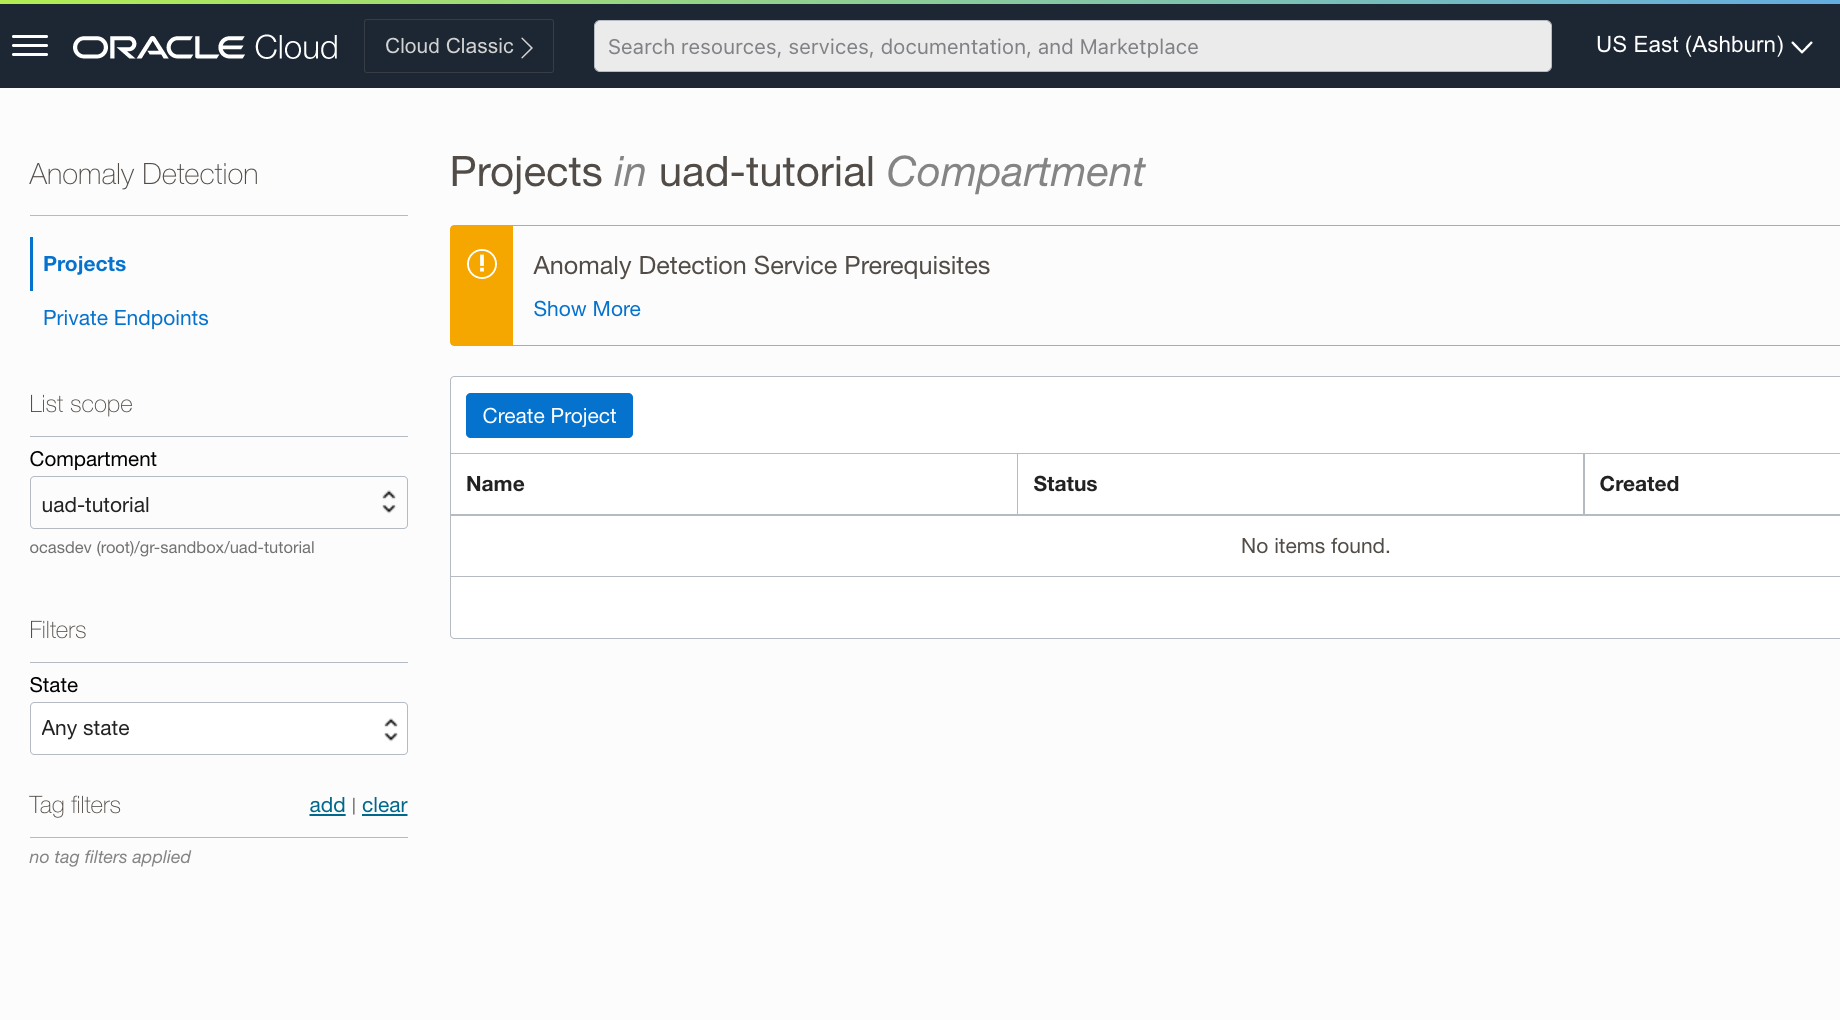 ORACLE Cloud
Cloud Classic
Search resources, services, documentation, and Marketplace
US East (Ashburn)
Anomaly Detection
Projects
Private Endpoints
List scope
Compartment
uad-tutorial
ocasdev (root)/gr-sandbox/uad-tutorial
Filters
State
Any state
Tag filters add | clear
no tag filters applied
Projects in uad-tutorial Compartment
Anomaly Detection Service Prerequisites
Show More
Create Project
Name Status Created
No items found.